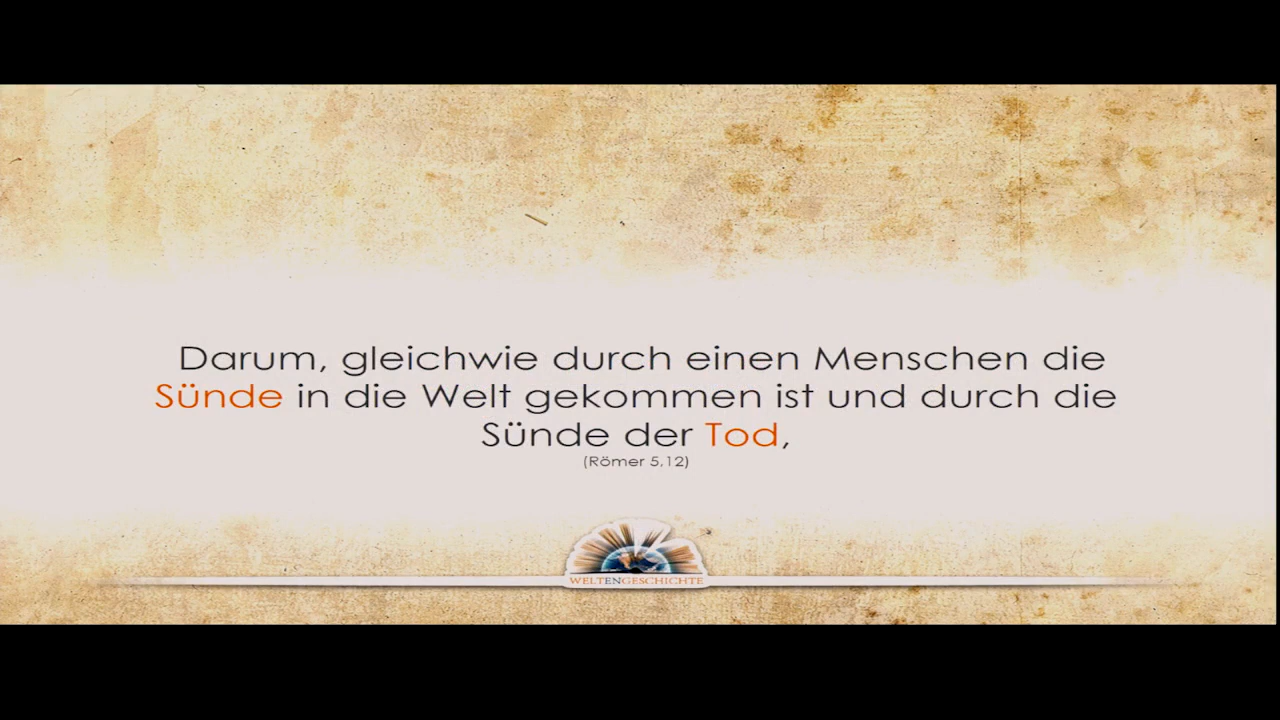 Darum, gleichwie durch einen Menschen die
Sünde in die Welt gekommen ist und durch die
Sünde der Tod,
(Römer 5,12)
WELTENGESCHICHTE